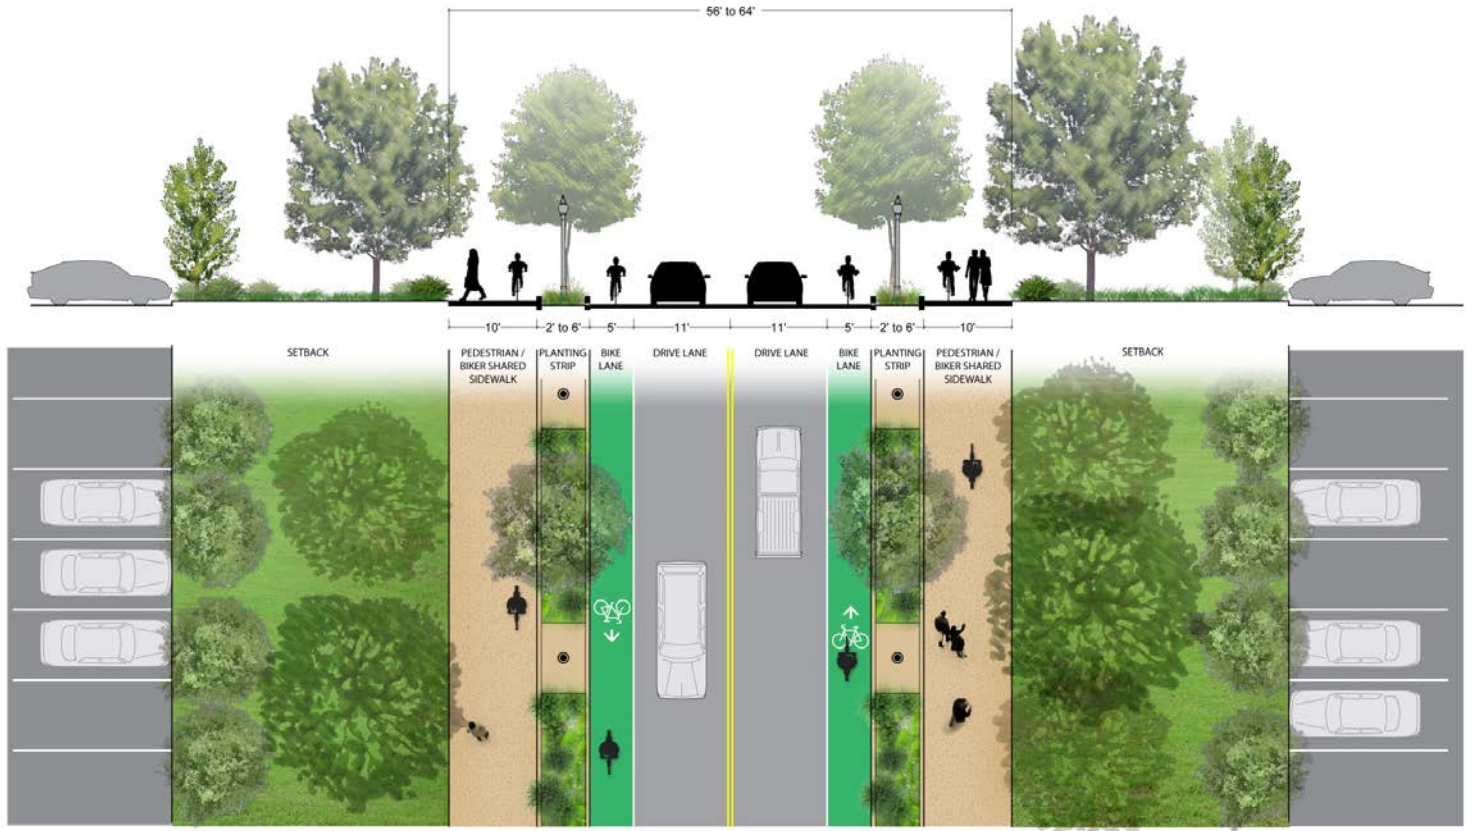 56' to 64'
10'
2' to 6'
5'
11'
11'
5'
2' to 6'
10'
SETBACK
PEDESTRIAN /
BIKER SHARED
SIDEWALK
PLANTING
STRIP
BIKE
LANE
DRIVE LANE
DRIVE LANE
BIKE
LANE
PLANTING
STRIP
PEDESTRIAN /
BIKER SHARED
SIDEWALK
SETBACK